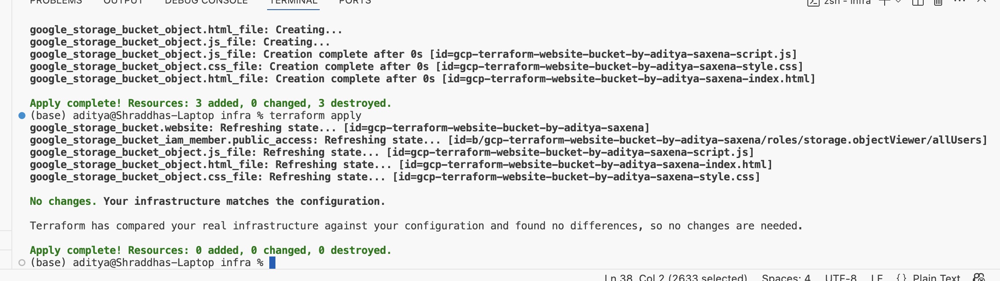 PROBLEMS OUTPUT DEBUG CONSOLE TERMINAL PORTS zsh - infra
google_storage_bucket_object.html_file: Creating...
google_storage_bucket_object.js_file: Creating...
google_storage_bucket_object.js_file: Creation complete after 0s [id=gcp-terraform-website-bucket-by-aditya-saxena-script.js]
google_storage_bucket_object.css_file: Creation complete after 0s [id=gcp-terraform-website-bucket-by-aditya-saxena-style.css]
google_storage_bucket_object.html_file: Creation complete after 0s [id=gcp-terraform-website-bucket-by-aditya-saxena-index.html]
Apply complete! Resources: 3 added, 0 changed, 3 destroyed.
(base) aditya@Shraddhas-Laptop infra % terraform apply
google_storage_bucket.website: Refreshing state... [id=gcp-terraform-website-bucket-by-aditya-saxena]
google_storage_bucket_iam_member.public_access: Refreshing state... [id=b/gcp-terraform-website-bucket-by-aditya-saxena/roles/storage.objectViewer/allUsers]
google_storage_bucket_object.js_file: Refreshing state... [id=gcp-terraform-website-bucket-by-aditya-saxena-script.js]
google_storage_bucket_object.html_file: Refreshing state... [id=gcp-terraform-website-bucket-by-aditya-saxena-index.html]
google_storage_bucket_object.css_file: Refreshing state... [id=gcp-terraform-website-bucket-by-aditya-saxena-style.css]
No changes. Your infrastructure matches the configuration.
Terraform has compared your real infrastructure against your configuration and found no differences, so no changes are needed.
Apply complete! Resources: 0 added, 0 changed, 0 destroyed.
(base) aditya@Shraddhas-Laptop infra %
Ln 38, Col 2 (2633 selected) Spaces: 4 UTF-8 LF {} Plain Text